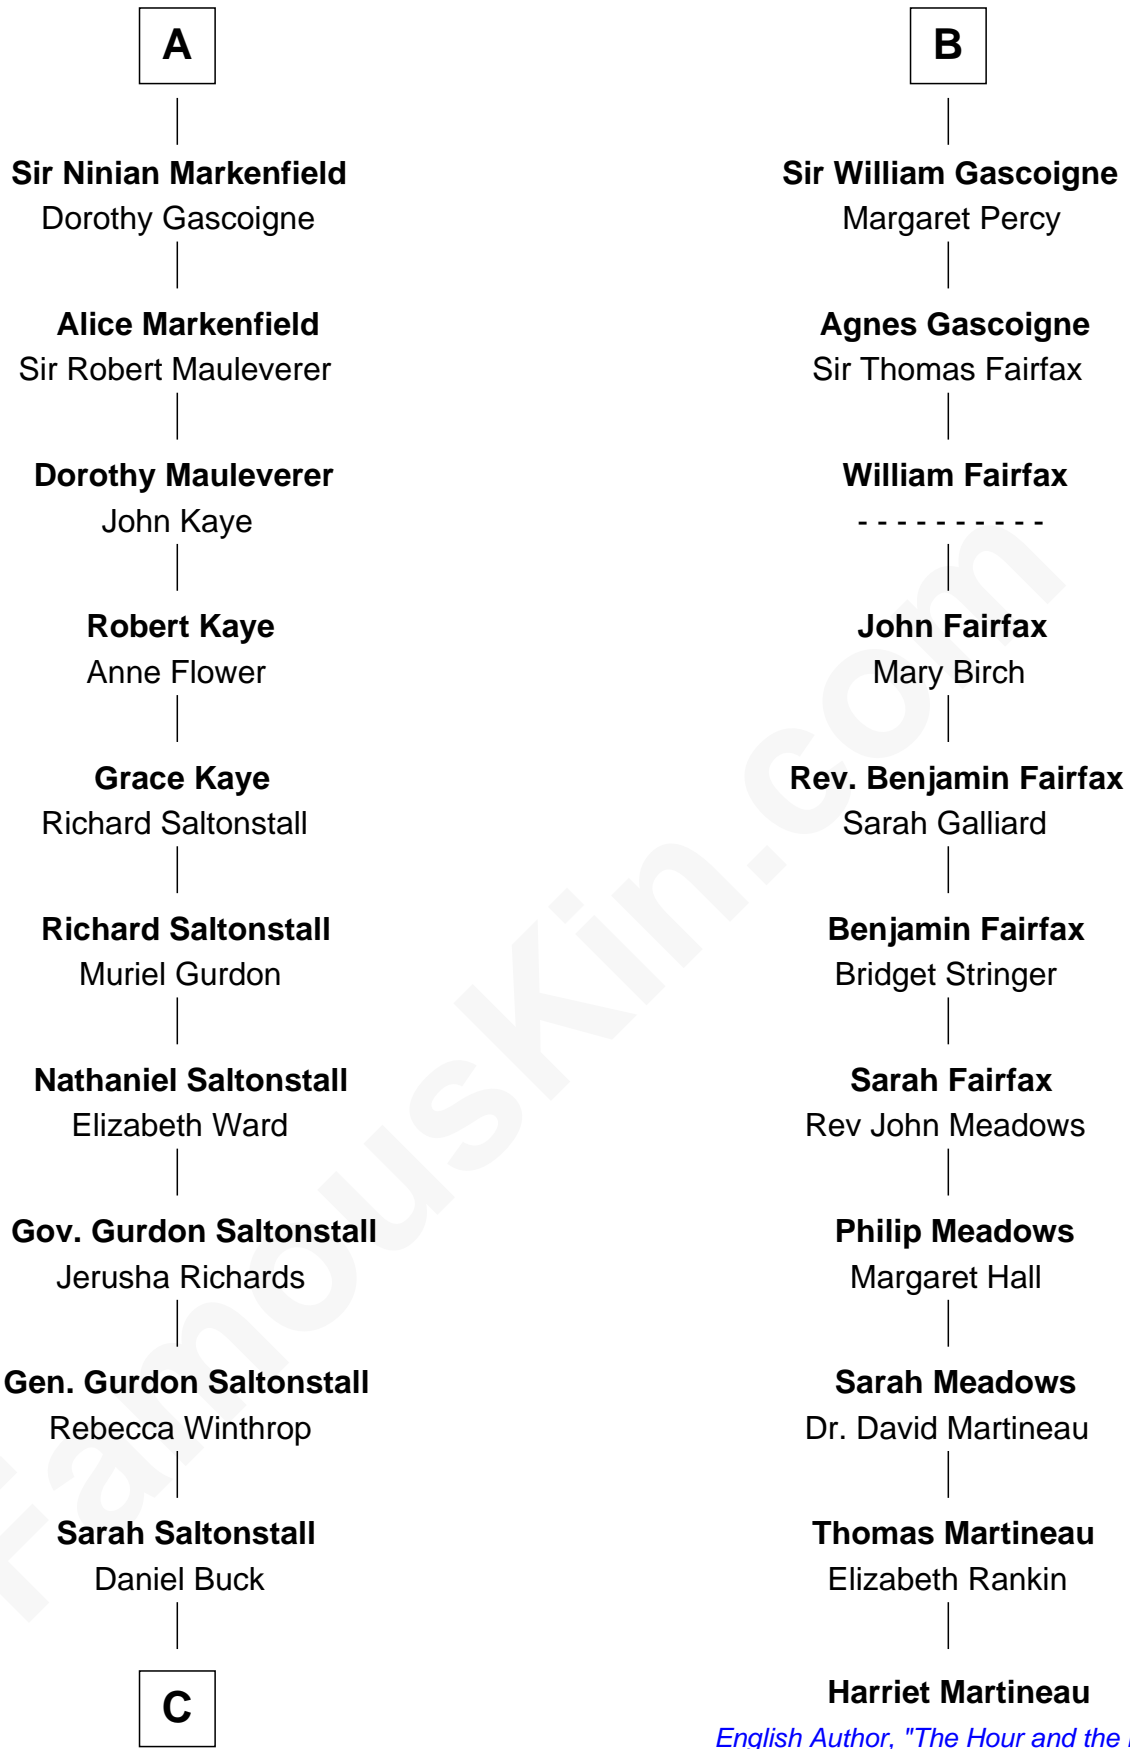 A
Sir Ninian Markenfield
Dorothy Gascoigne
Alice Markenfield
Sir Robert Mauleverer
Dorothy Mauleverer
John Kaye
Robert Kaye
Anne Flower
Grace Kaye
Richard Saltonstall
Richard Saltonstall
Muriel Gurdon
Nathaniel Saltonstall
Elizabeth Ward
Gov. Gurdon Saltonstall
Jerusha Richards
Gen. Gurdon Saltonstall
Rebecca Winthrop
Sarah Saltonstall
Daniel Buck
C
B
Sir William Gascoigne
Margaret Percy
Agnes Gascoigne
Sir Thomas Fairfax
William Fairfax
- - - - - - - - - -
John Fairfax
Mary Birch
Rev. Benjamin Fairfax
Sarah Galliard
Benjamin Fairfax
Bridget Stringer
Sarah Fairfax
Rev John Meadows
Philip Meadows
Margaret Hall
Sarah Meadows
Dr. David Martineau
Thomas Martineau
Elizabeth Rankin
Harriet Martineau
English Author, "The Hour and the
FamousKin.com